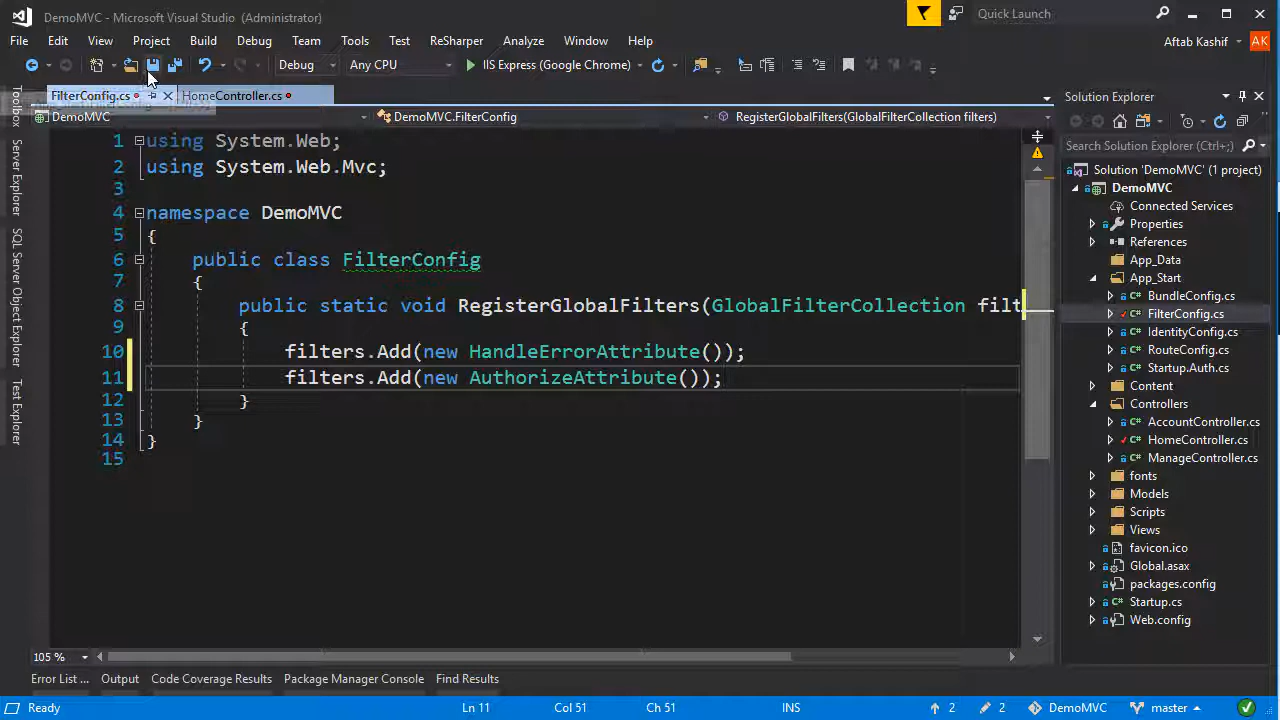 DemoMVC - Microsoft Visual Studio (Administrator)
Quick Launch
File Edit View Project Build Debug Team Tools Test ReSharper Analyze Window Help
Aftab Kashif AK
Debug Any CPU IIS Express (Google Chrome)
FilterConfig.cs HomeController.cs
DemoMVC DemoMVC.FilterConfig RegisterGlobalFilters(GlobalFilterCollection filters)
Toolbox
Server Explorer
SQL Server Object Explorer
Test Explorer
1 using System.Web;
2 using System.Web.Mvc;
3
4 namespace DemoMVC
5 {
6 public class FilterConfig
7 {
8 public static void RegisterGlobalFilters(GlobalFilterCollection filt
9 {
10 filters.Add(new HandleErrorAttribute());
11 filters.Add(new AuthorizeAttribute());
12 }
13 }
14 }
15
105 %
Solution Explorer
Search Solution Explorer (Ctrl+;)
Solution 'DemoMVC' (1 project)
DemoMVC
Connected Services
Properties
References
App_Data
App_Start
C# BundleConfig.cs
C# FilterConfig.cs
C# IdentityConfig.cs
C# RouteConfig.cs
C# Startup.Auth.cs
Content
Controllers
C# AccountController.cs
C# HomeController.cs
C# ManageController.cs
fonts
Models
Scripts
Views
favicon.ico
Global.asax
packages.config
C# Startup.cs
Web.config
Error List ... Output Code Coverage Results Package Manager Console Find Results
Ready Ln 11 Col 51 Ch 51 INS 2 2 DemoMVC master